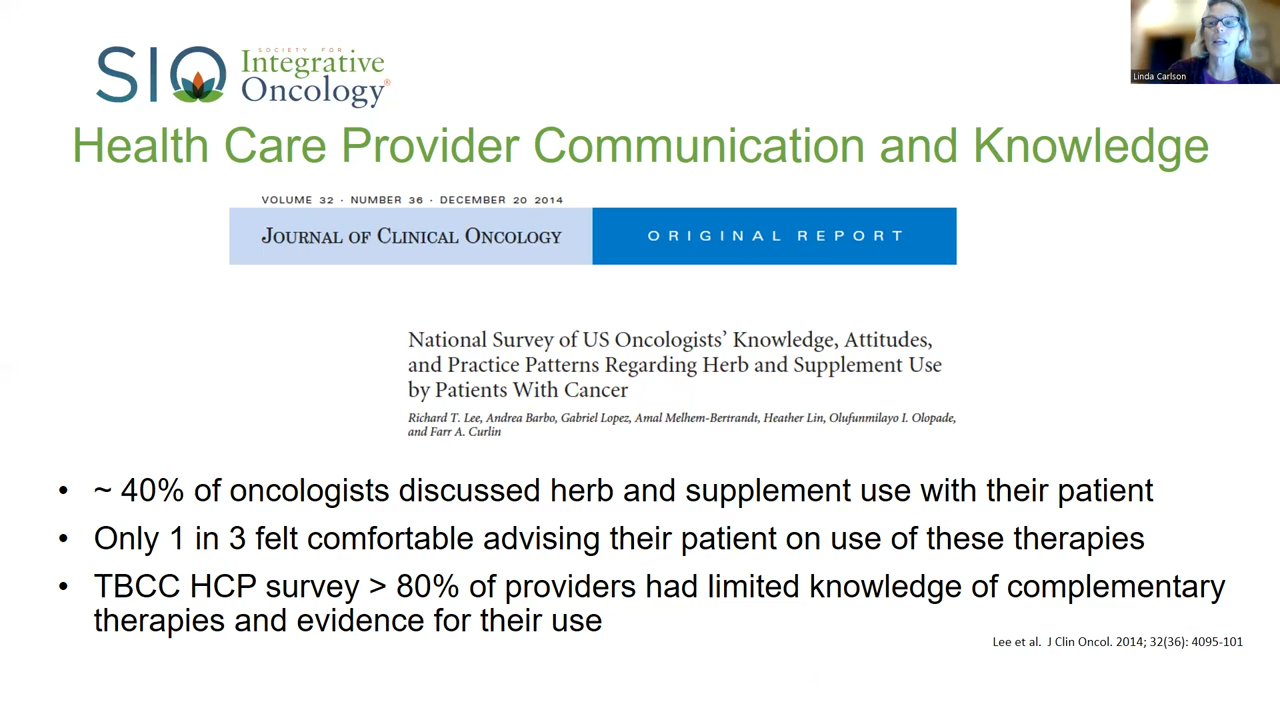 SIO
SOCIETY FOR
Integrative
Oncology®
Linda Carlson
Health Care Provider Communication and Knowledge
VOLUME 32 · NUMBER 36 · DECEMBER 20 2014
JOURNAL OF CLINICAL ONCOLOGY
ORIGINAL REPORT
National Survey of US Oncologists’ Knowledge, Attitudes,
and Practice Patterns Regarding Herb and Supplement Use
by Patients With Cancer
Richard T. Lee, Andrea Barbo, Gabriel Lopez, Amal Melhem-Bertrandt, Heather Lin, Olufunmilayo I. Olopade,
and Farr A. Curlin
• ~ 40% of oncologists discussed herb and supplement use with their patient
• Only 1 in 3 felt comfortable advising their patient on use of these therapies
• TBCC HCP survey > 80% of providers had limited knowledge of complementary
therapies and evidence for their use
Lee et al. J Clin Oncol. 2014; 32(36): 4095-101